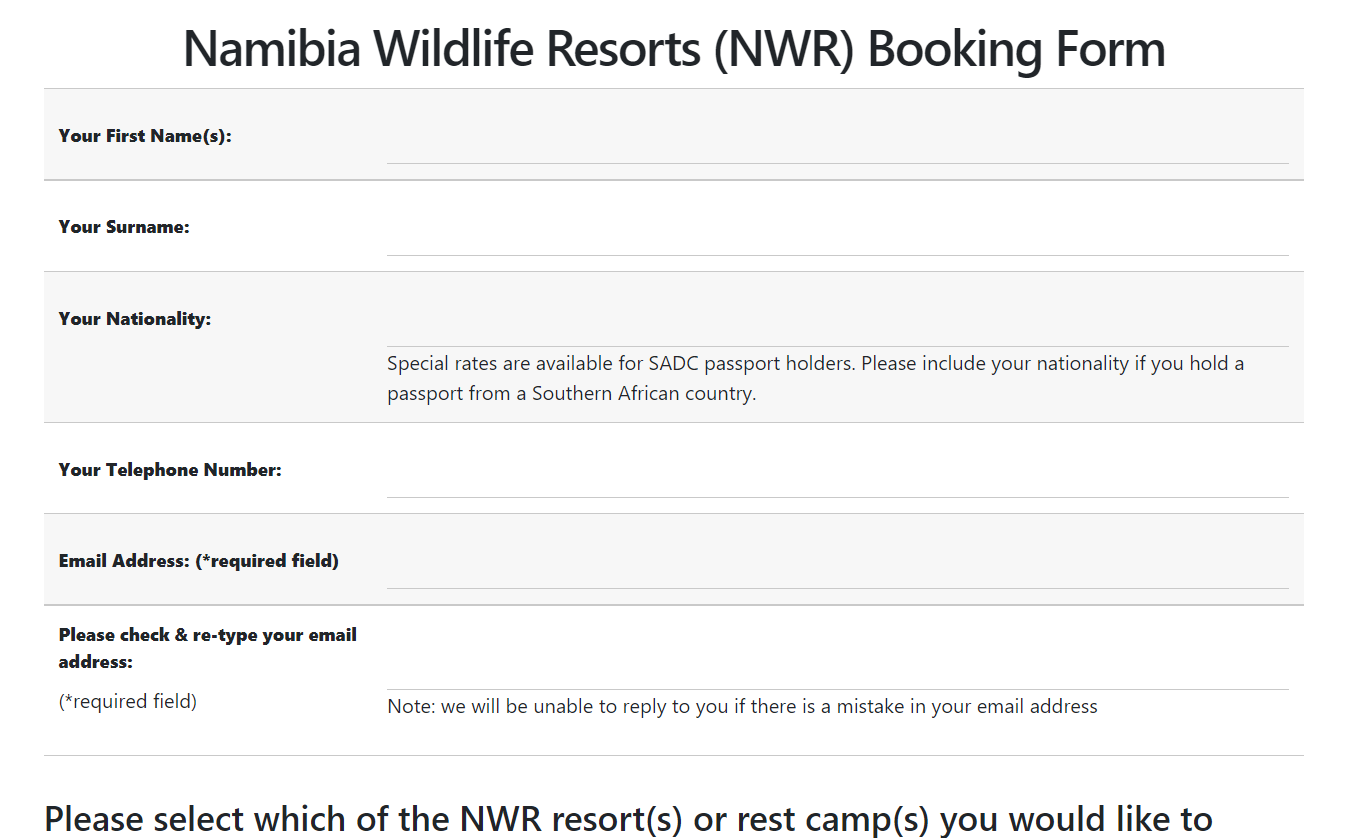 Namibia Wildlife Resorts (NWR) Booking Form
Your First Name(s):
Your Surname:
Your Nationality:
Special rates are available for SADC passport holders. Please include your nationality if you hold a
passport from a Southern African country.
Your Telephone Number:
Email Address: (*required field)
Please check & re-type your email
address:
(*required field)
Note: we will be unable to reply to you if there is a mistake in your email address
Please select which of the NWR resort(s) or rest camp(s) you would like to